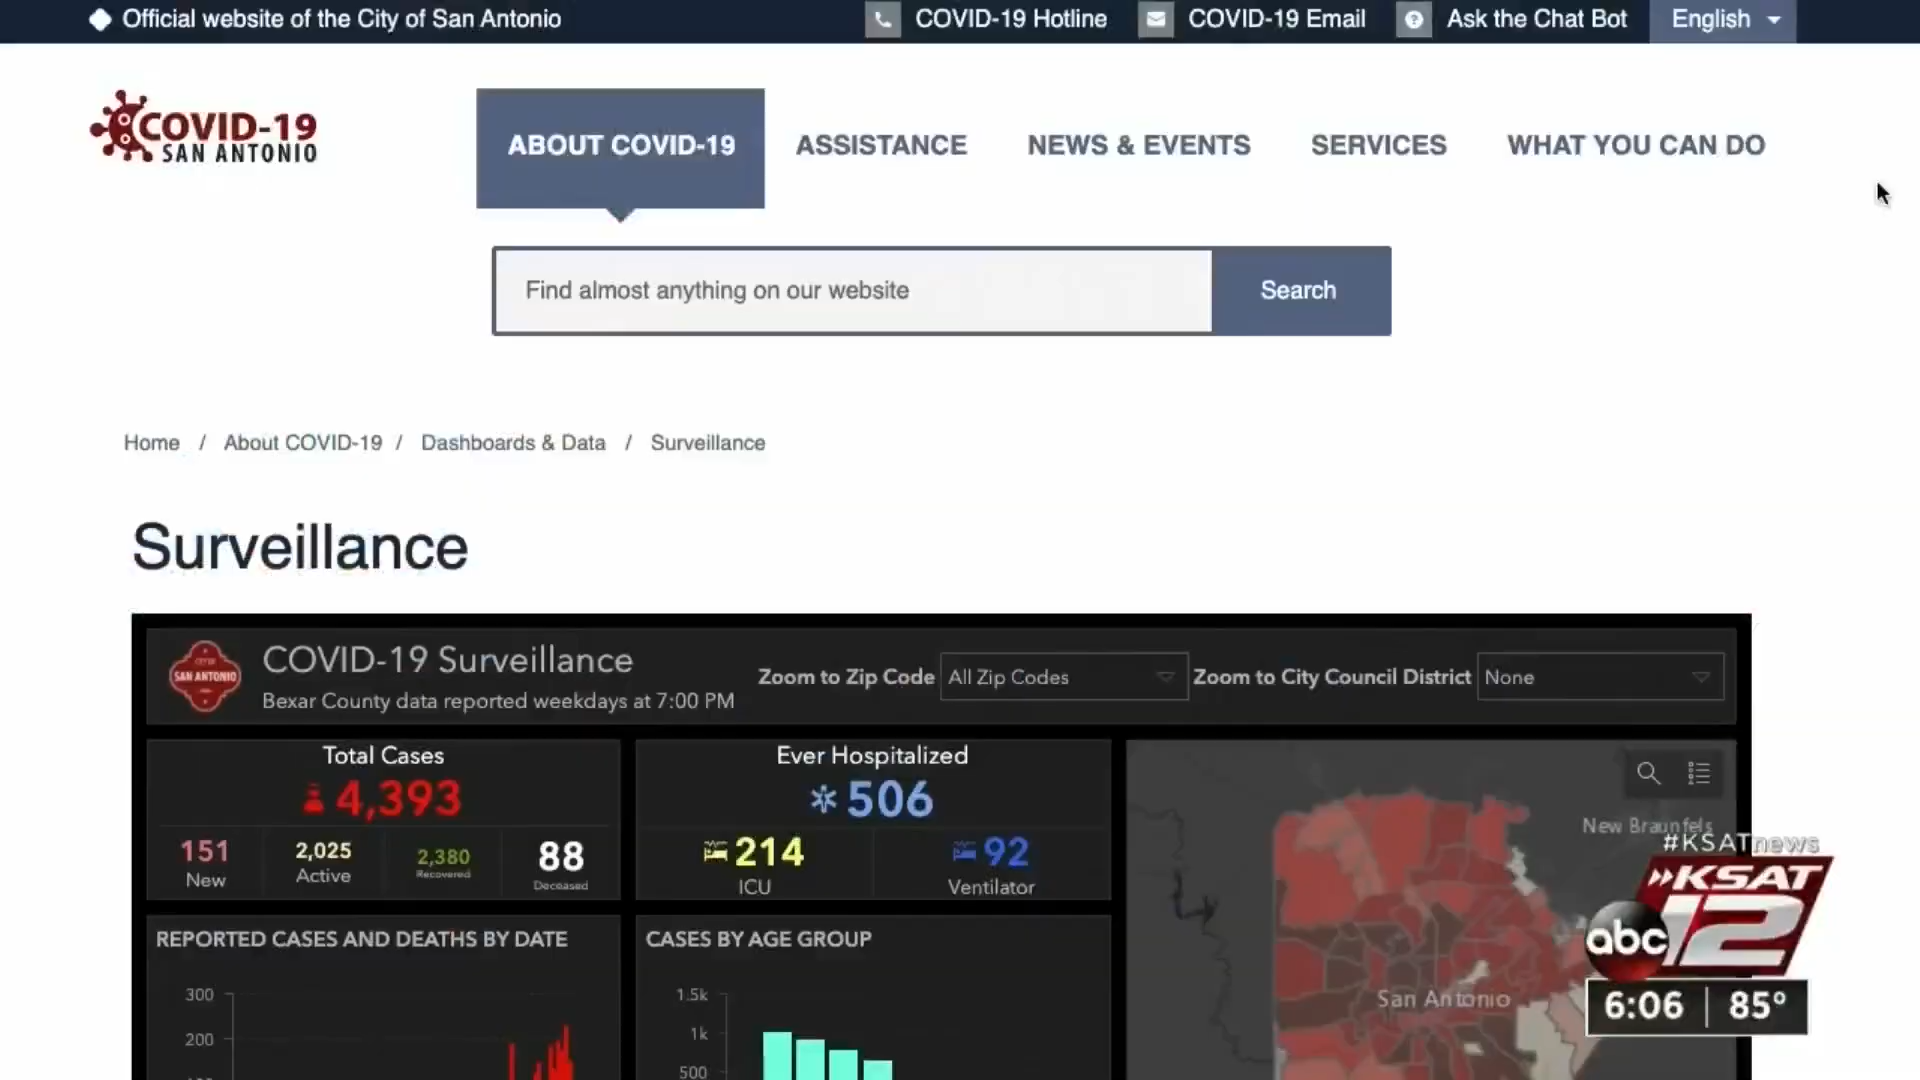 Official website of the City of San Antonio
COVID-19 Hotline
COVID-19 Email
Ask the Chat Bot
English
COVID-19
SAN ANTONIO
ABOUT COVID-19
ASSISTANCE
NEWS & EVENTS
SERVICES
WHAT YOU CAN DO
Find almost anything on our website
Search
Home / About COVID-19 / Dashboards & Data / Surveillance
Surveillance
SAN ANTONIO
COVID-19 Surveillance
Bexar County data reported weekdays at 7:00 PM
Zoom to Zip Code
All Zip Codes
Zoom to City Council District
None
Total Cases
4,393
151
New
2,025
Active
2,380
Recovered
88
Deceased
Ever Hospitalized
506
214
ICU
92
Ventilator
New Braunfels
San Antonio
REPORTED CASES AND DEATHS BY DATE
300
200
CASES BY AGE GROUP
1.5k
1k
500
#KSATnews
KSAT
abc 12
6:06 | 85°